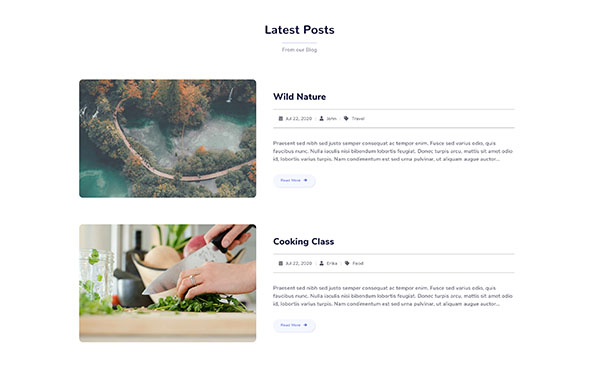 Latest Posts
From our Blog
Wild Nature
Jul 22, 2020 John Travel
Praesent sed nibh sed justo semper consequat ac tempor enim. Fusce sed varius odio, quis
faucibus nunc. Nulla iaculis nisi bibendum lobortis feugiat. Donec turpis arcu, mattis sit amet odio
id, lobortis varius turpis. Nam condimentum est sed urna pulvinar, ut aliquam augue auctor...
Read More
Cooking Class
Jul 22, 2020 Erika Food
Praesent sed nibh sed justo semper consequat ac tempor enim. Fusce sed varius odio, quis
faucibus nunc. Nulla iaculis nisi bibendum lobortis feugiat. Donec turpis arcu, mattis sit amet odio
id, lobortis varius turpis. Nam condimentum est sed urna pulvinar, ut aliquam augue auctor...
Read More